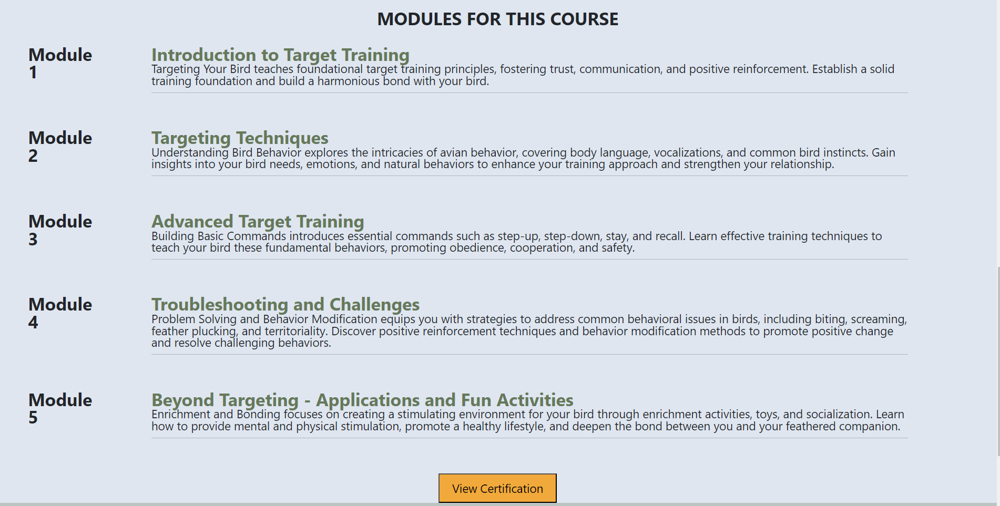 MODULES FOR THIS COURSE
Module
1
Introduction to Target Training
Targeting Your Bird teaches foundational target training principles, fostering trust, communication, and positive reinforcement. Establish a solid
training foundation and build a harmonious bond with your bird.
Module
2
Targeting Techniques
Understanding Bird Behavior explores the intricacies of avian behavior, covering body language, vocalizations, and common bird instincts. Gain
insights into your bird needs, emotions, and natural behaviors to enhance your training approach and strengthen your relationship.
Module
3
Advanced Target Training
Building Basic Commands introduces essential commands such as step-up, step-down, stay, and recall. Learn effective training techniques to
teach your bird these fundamental behaviors, promoting obedience, cooperation, and safety.
Module
4
Troubleshooting and Challenges
Problem Solving and Behavior Modification equips you with strategies to address common behavioral issues in birds, including biting, screaming,
feather plucking, and territoriality. Discover positive reinforcement techniques and behavior modification methods to promote positive change
and resolve challenging behaviors.
Module
5
Beyond Targeting - Applications and Fun Activities
Enrichment and Bonding focuses on creating a stimulating environment for your bird through enrichment activities, toys, and socialization. Learn
how to provide mental and physical stimulation, promote a healthy lifestyle, and deepen the bond between you and your feathered companion.
View Certification